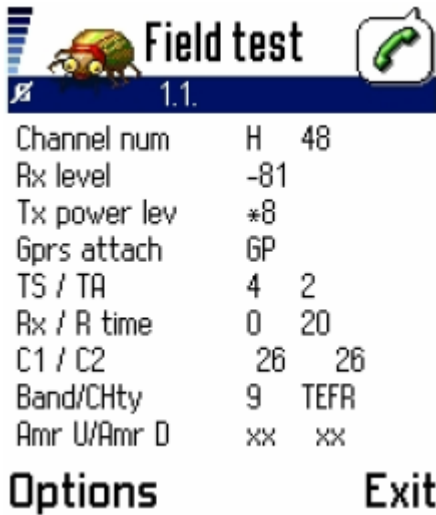 Field test
1.1.
Channel num H 48
Rx level -81
Tx power lev *8
Gprs attach GP
TS / TA 4 2
Rx / R time 0 20
C1 / C2 26 26
Band/CHty 9 TEFR
Amr U/Amr D xx xx
Options Exit